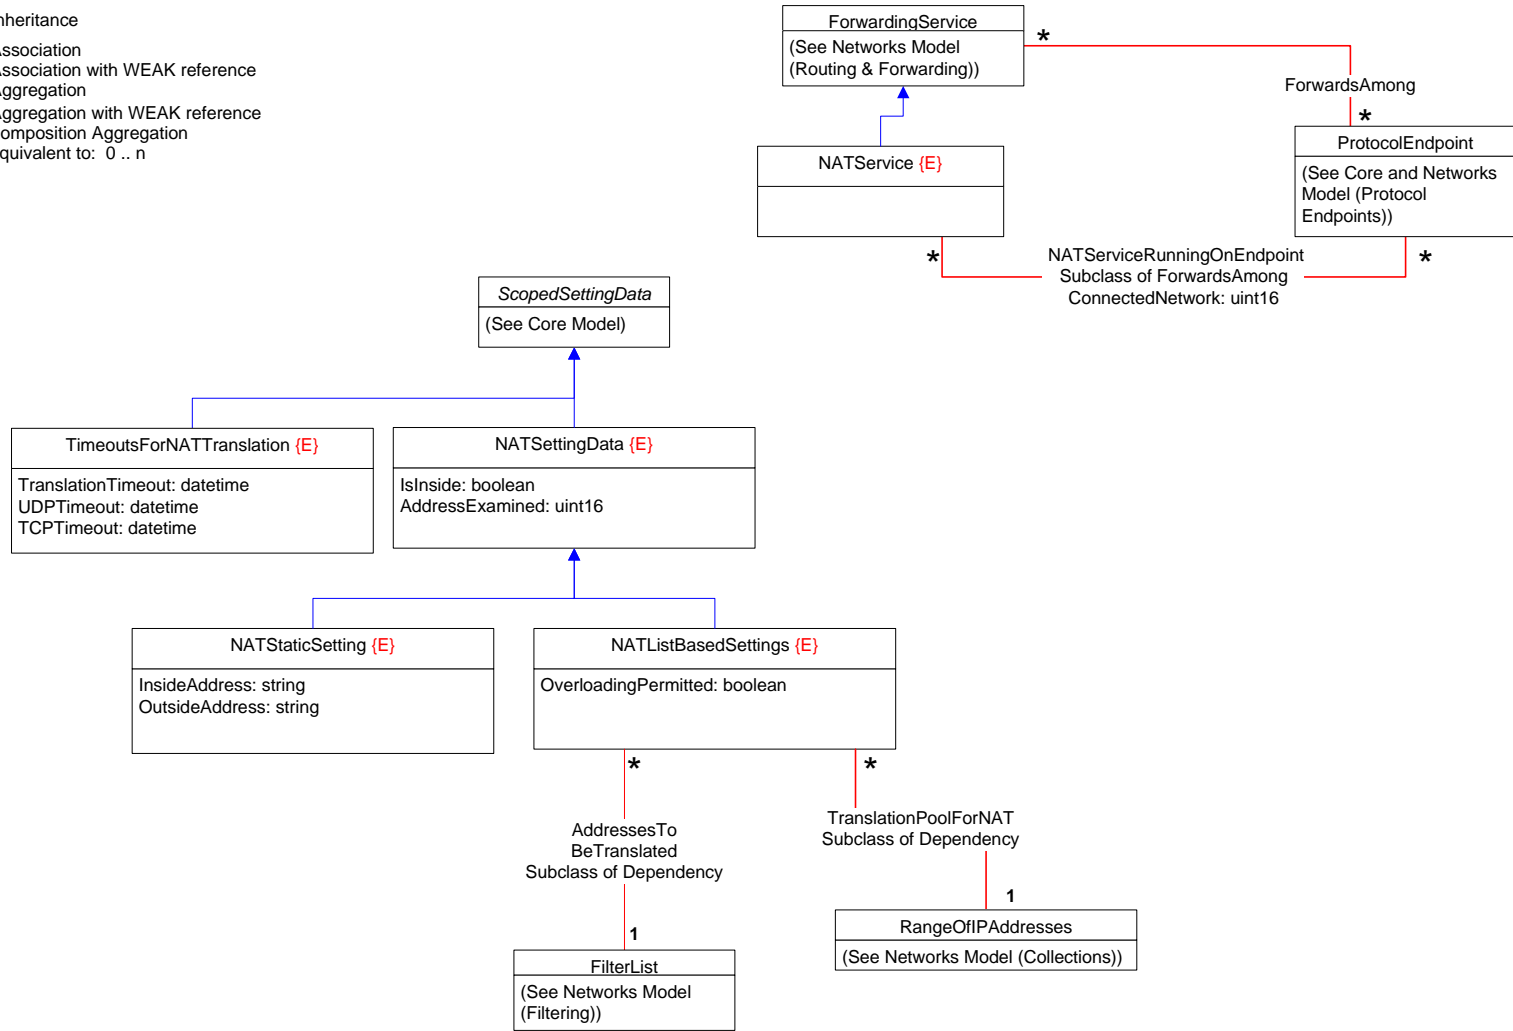 nheritance
ssociation
ssociation with WEAK reference
ggregation
ggregation with WEAK reference
omposition Aggregation
quivalent to: 0 .. n
ForwardingService
(See Networks Model
(Routing & Forwarding))
*
ForwardsAmong
*
ProtocolEndpoint
(See Core and Networks
Model (Protocol
Endpoints))
NATService {E}
*
NATServiceRunningOnEndpoint
Subclass of ForwardsAmong
ConnectedNetwork: uint16
*
ScopedSettingData
(See Core Model)
TimeoutsForNATTranslation {E}
TranslationTimeout: datetime
UDPTimeout: datetime
TCPTimeout: datetime
NATSettingData {E}
IsInside: boolean
AddressExamined: uint16
NATStaticSetting {E}
InsideAddress: string
OutsideAddress: string
NATListBasedSettings {E}
OverloadingPermitted: boolean
*
*
AddressesTo
BeTranslated
Subclass of Dependency
TranslationPoolForNAT
Subclass of Dependency
1
1
RangeOfIPAddresses
(See Networks Model (Collections))
FilterList
(See Networks Model
(Filtering))